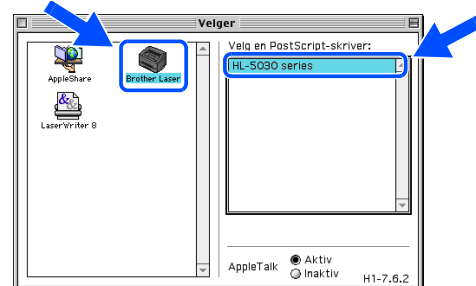 Velger
AppleShare
Brother Laser
LaserWriter 8
Velg en PostScript-skriver:
HL-5030 series
AppleTalk
Aktiv
Inaktiv
H1-7.6.2